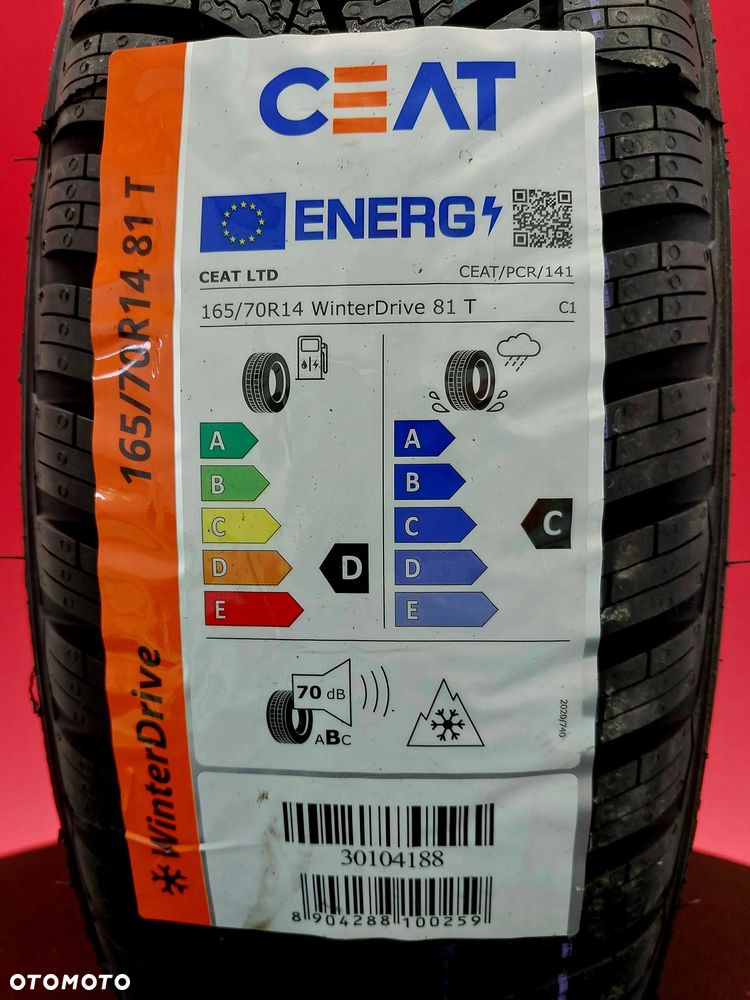 CEAT
ENERG
CEAT LTD
CEAT/PCR/141
165/70R14 WinterDrive 81 T
C1
A
B
C
D
E
D
A
B
C
D
E
C
70 dB
ABC
2020/740
30104188
8 904288 100259
165/70R14 81 T
WinterDrive
OTOMOTO